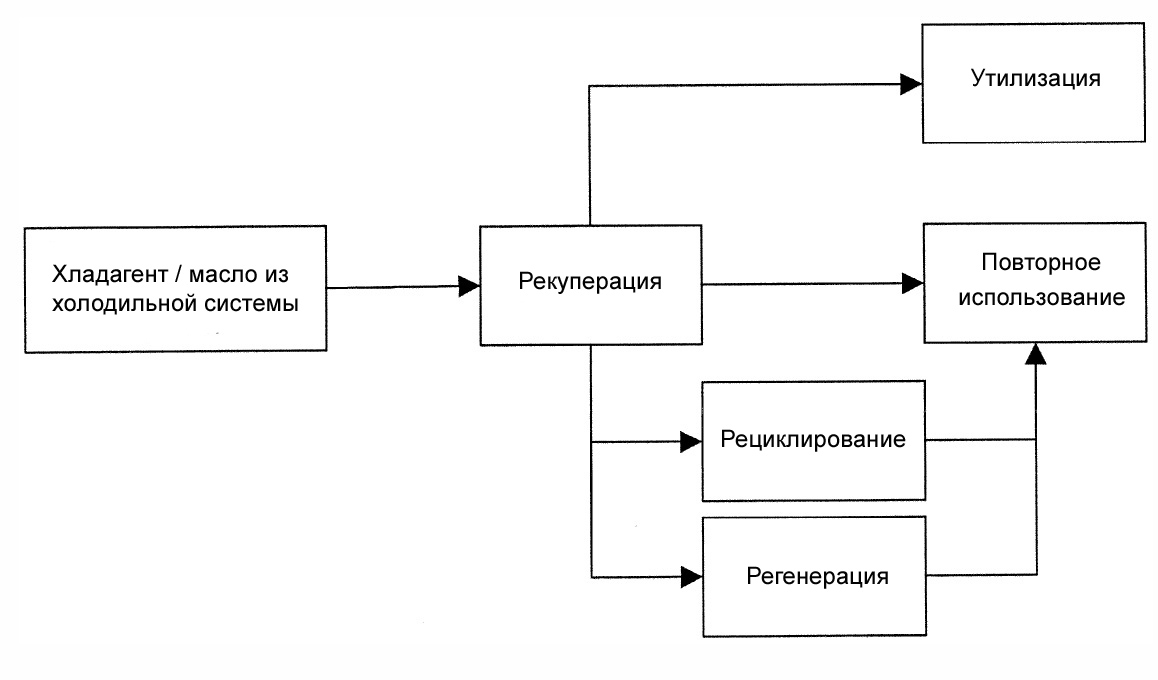 Утилизация
Хладагент / масло из
холодильной системы
Рекуперация
Повторное
использование
Рециклирование
Регенерация